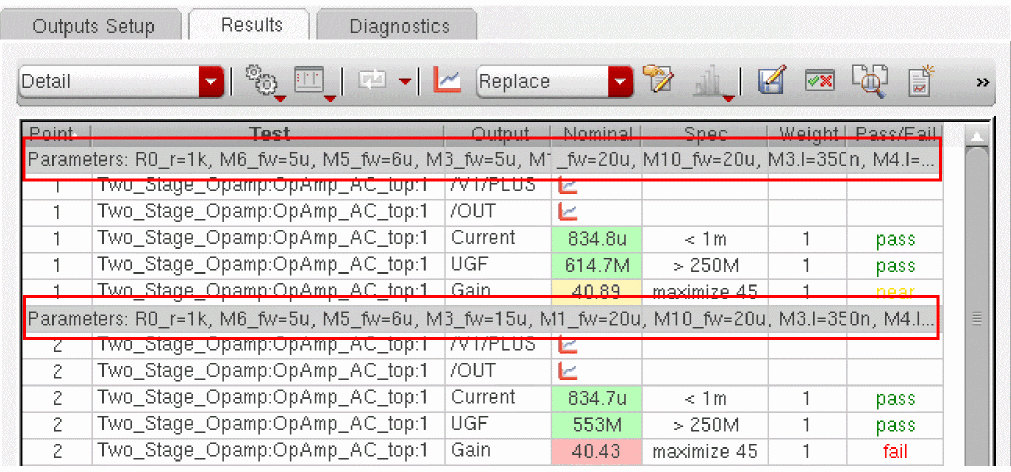 Outputs Setup Results Diagnostics
Detail Replace »
Point Test Output Nominal Spec Weight Pass/Fail
Parameters: R0_r=1k, M6_fw=5u, M5_fw=6u, M3_fw=5u, M1_fw=20u, M10_fw=20u, M3.l=350n, M4.l=...
1 Two_Stage_Opamp:OpAmp_AC_top:1 /V1/PLUS
1 Two_Stage_Opamp:OpAmp_AC_top:1 /OUT
1 Two_Stage_Opamp:OpAmp_AC_top:1 Current 834.8u < 1m 1 pass
1 Two_Stage_Opamp:OpAmp_AC_top:1 UGF 614.7M > 250M 1 pass
1 Two_Stage_Opamp:OpAmp_AC_top:1 Gain 40.89 maximize 45 1 near
Parameters: R0_r=1k, M6_fw=5u, M5_fw=6u, M3_fw=15u, M1_fw=20u, M10_fw=20u, M3.l=350n, M4.l...
2 Two_Stage_Opamp:OpAmp_AC_top:1 /V1/PLUS
2 Two_Stage_Opamp:OpAmp_AC_top:1 /OUT
2 Two_Stage_Opamp:OpAmp_AC_top:1 Current 834.7u < 1m 1 pass
2 Two_Stage_Opamp:OpAmp_AC_top:1 UGF 553M > 250M 1 pass
2 Two_Stage_Opamp:OpAmp_AC_top:1 Gain 40.43 maximize 45 1 fail